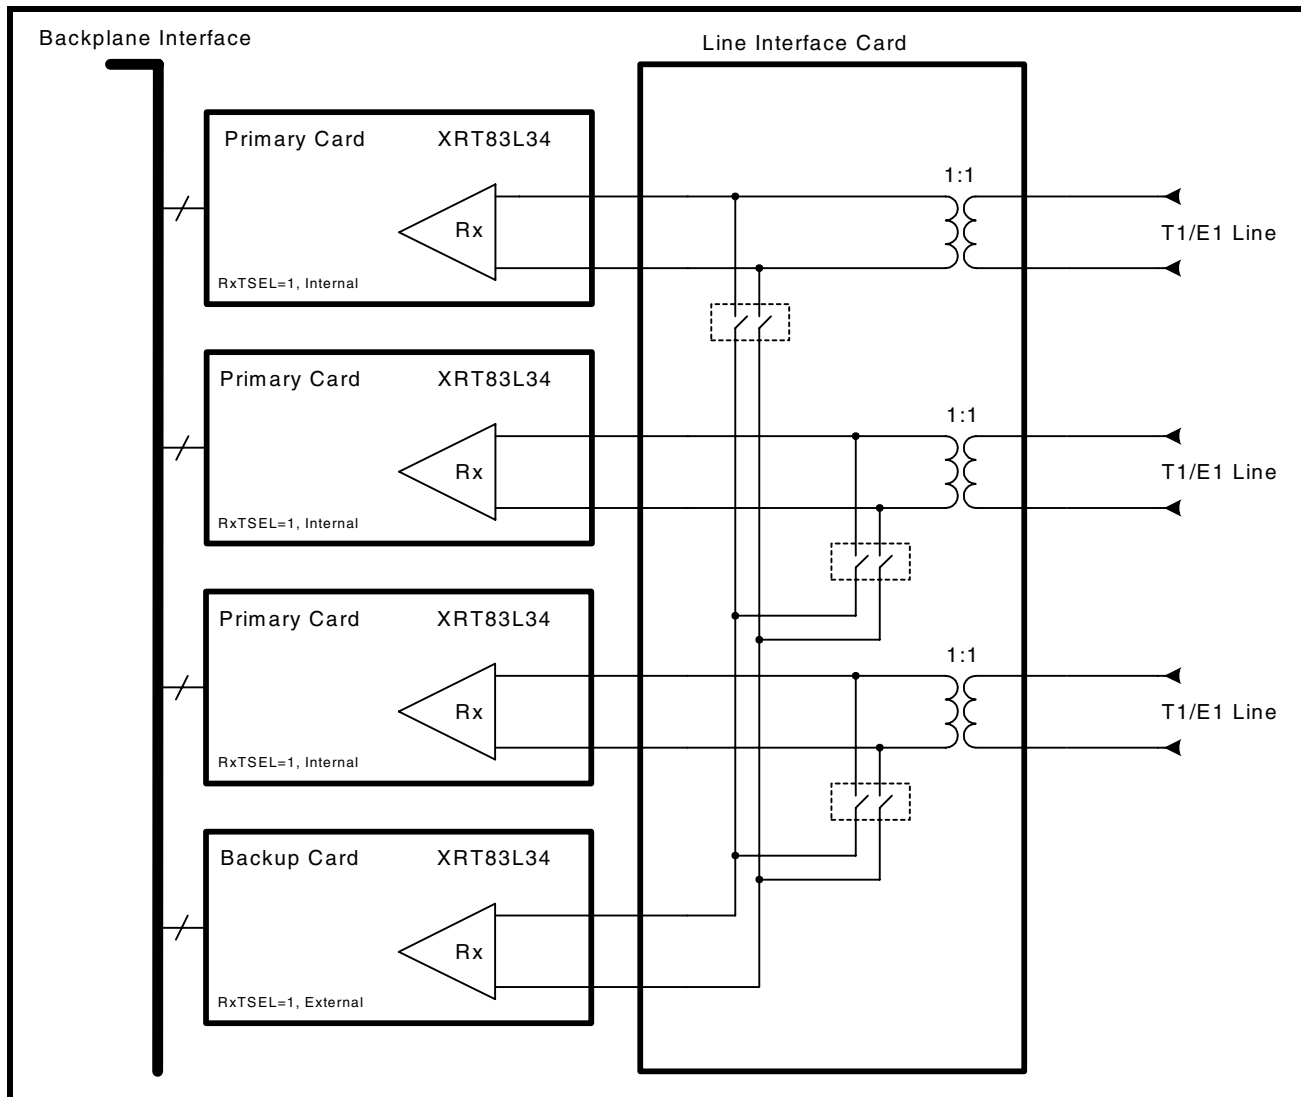 Backplane Interface
Line Interface Card
Primary Card XRT83L34
1:1
Rx
T1/E1 Line
RxTSEL=1, Internal
Primary Card XRT83L34
1:1
Rx
T1/E1 Line
RxTSEL=1, Internal
Primary Card XRT83L34
1:1
Rx
T1/E1 Line
RxTSEL=1, Internal
Backup Card XRT83L34
Rx
RxTSEL=1, External